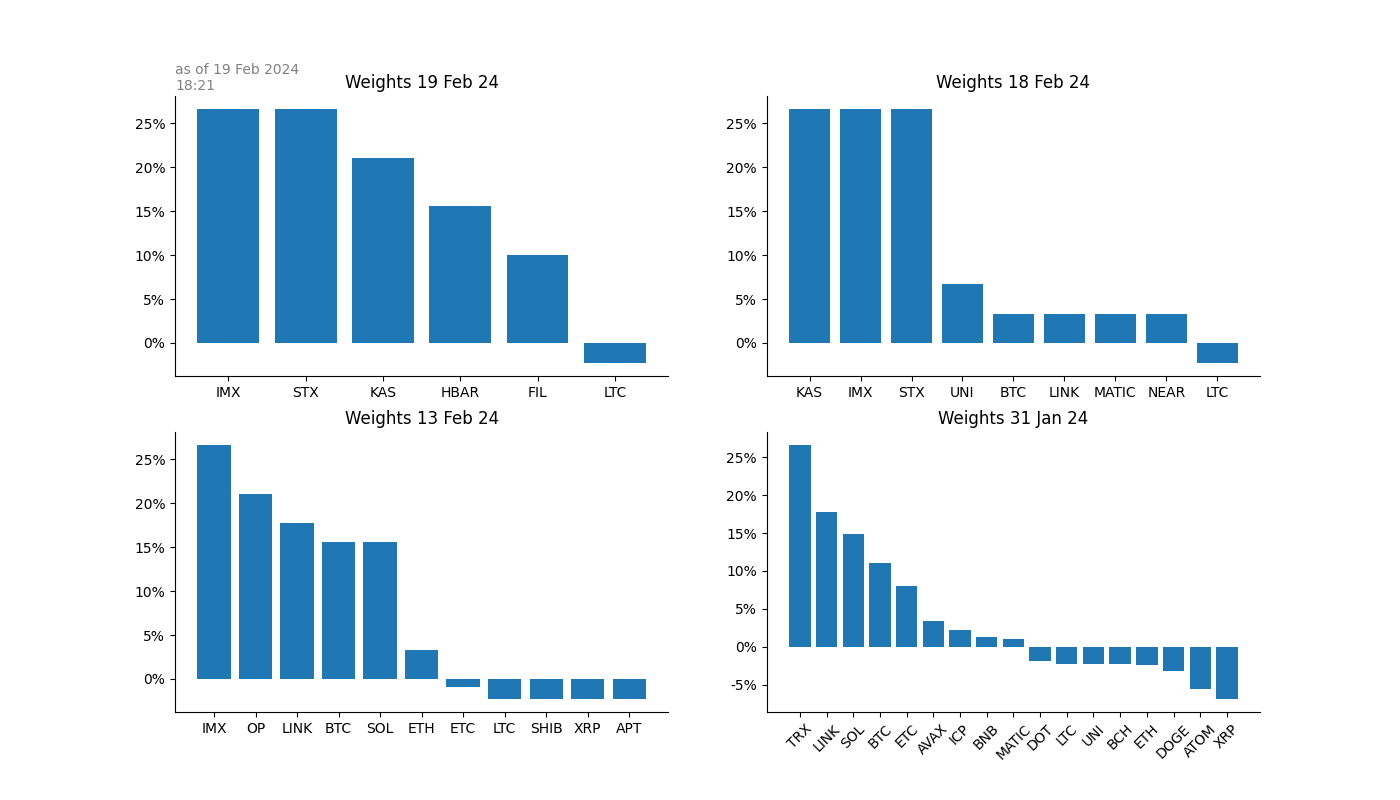 as of 19 Feb 2024
18:21
Weights 19 Feb 24
25%
20%
15%
10%
5%
0%
IMX STX KAS HBAR FIL LTC
Weights 18 Feb 24
25%
20%
15%
10%
5%
0%
KAS IMX STX UNI BTC LINK MATIC NEAR LTC
Weights 13 Feb 24
25%
20%
15%
10%
5%
0%
IMX OP LINK BTC SOL ETH ETC LTC SHIB XRP APT
Weights 31 Jan 24
25%
20%
15%
10%
5%
0%
-5%
TRX LINK SOL BTC ETC AVAX ICP BNB MATIC DOT LTC UNI BCH ETH DOGE ATOM XRP